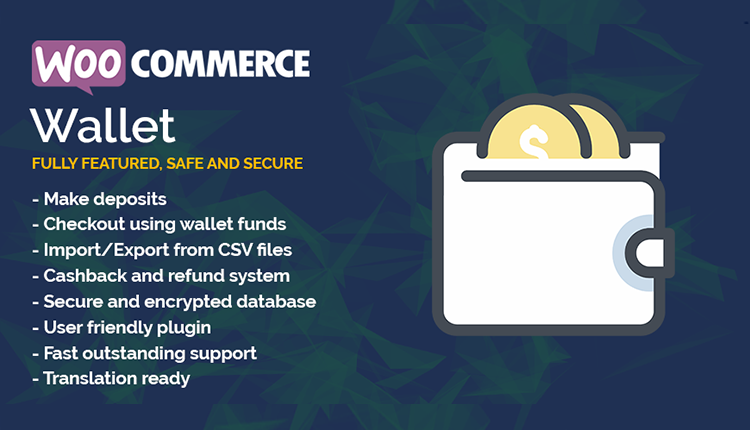 WOO COMMERCE
Wallet
FULLY FEATURED, SAFE AND SECURE
- Make deposits
- Checkout using wallet funds
- Import/Export from CSV files
- Cashback and refund system
- Secure and encrypted database
- User friendly plugin
- Fast outstanding support
- Translation ready
$